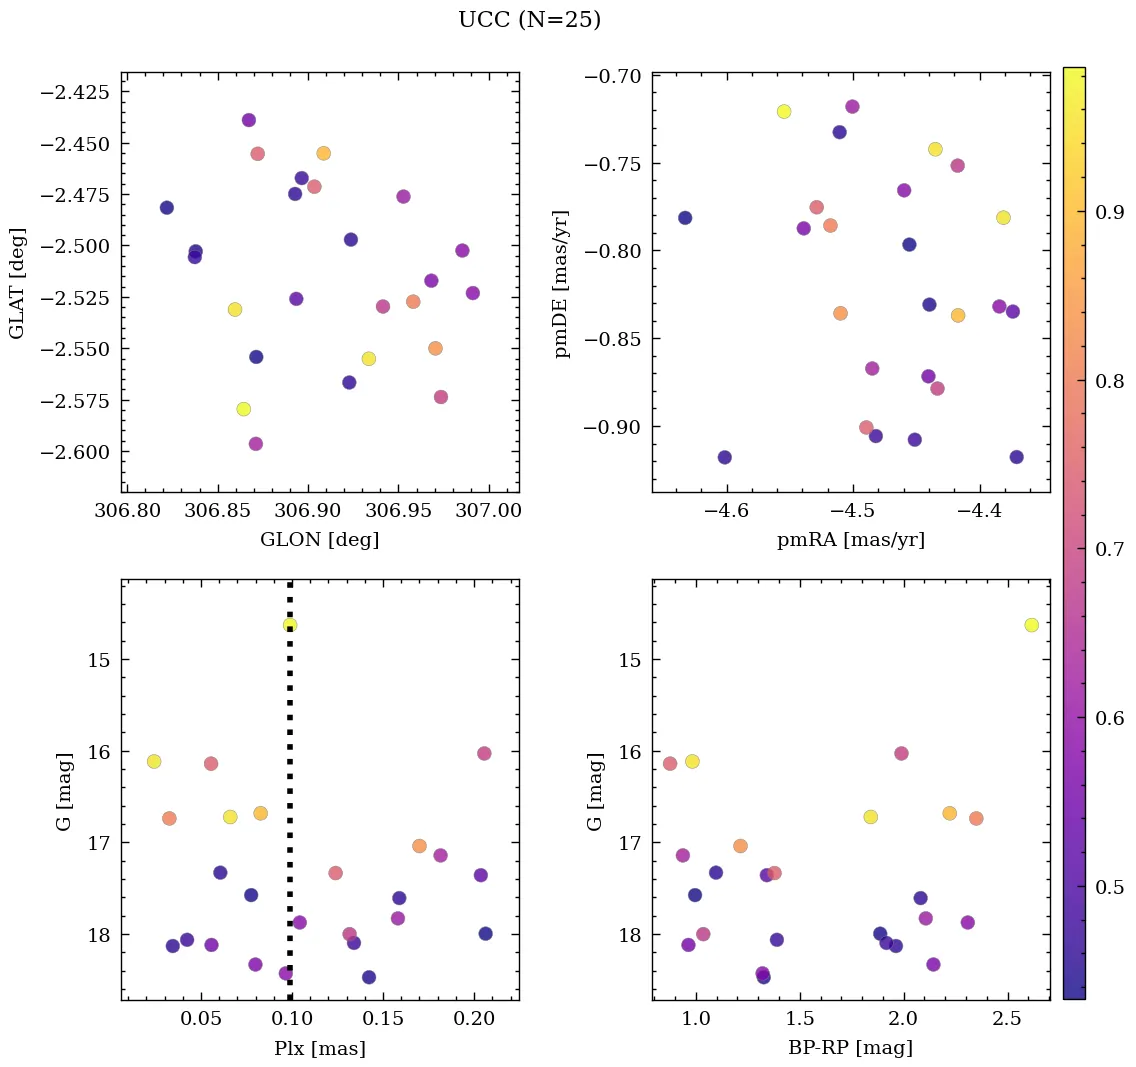 UCC (N=25)
−2.425
−2.450
−2.475
−2.500
−2.525
−2.550
−2.575
−2.600
GLAT [deg]
306.80 306.85 306.90 306.95 307.00
GLON [deg]
−0.70
−0.75
−0.80
−0.85
−0.90
pmDE [mas/yr]
−4.6 −4.5 −4.4
pmRA [mas/yr]
15
16
17
18
G [mag]
0.05 0.10 0.15 0.20
Plx [mas]
15
16
17
18
G [mag]
1.0 1.5 2.0 2.5
BP-RP [mag]
0.9
0.8
0.7
0.6
0.5